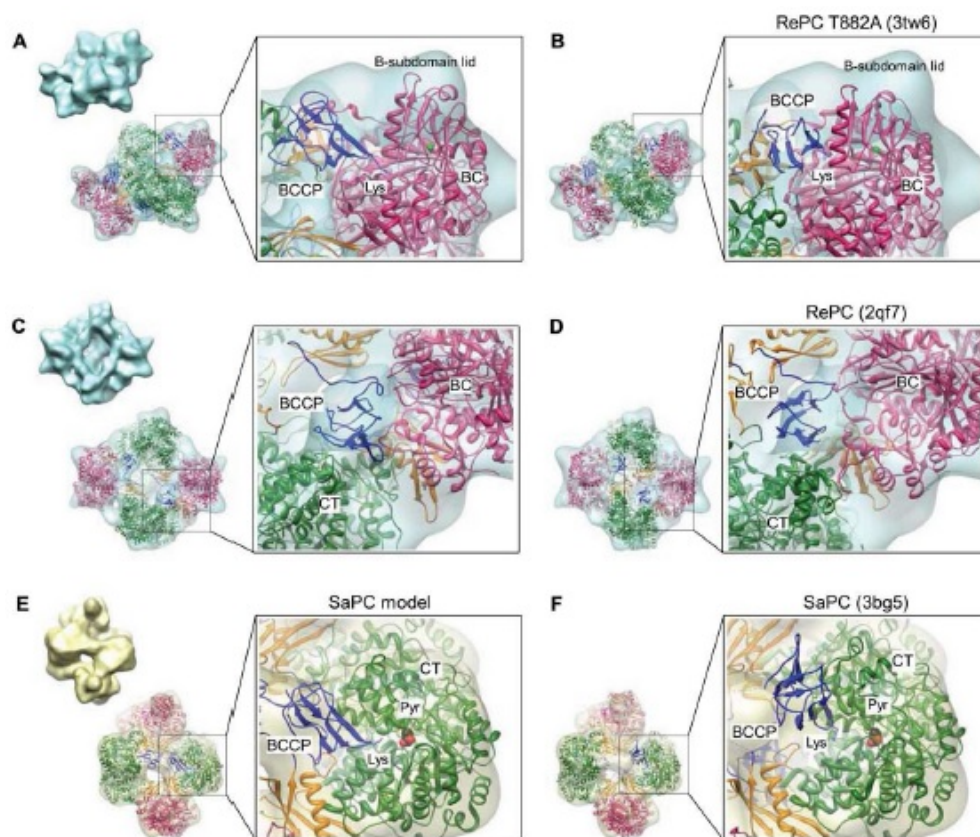 A
B-subdomain lid
BCCP
Lys
BC
B
RePC T882A (3tw6)
B-subdomain lid
BCCP
Lys
BC
C
BCCP
BC
CT
D
RePC (2qf7)
BCCP
BC
CT
E
SaPC model
CT
Pyr
BCCP
Lys
F
SaPC (3bg5)
CT
Pyr
Lys
BCCP